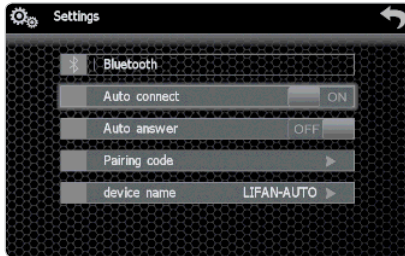 Settings
Bluetooth
Auto connect ON
Auto answer OFF
Pairing code
device name LIFAN-AUTO